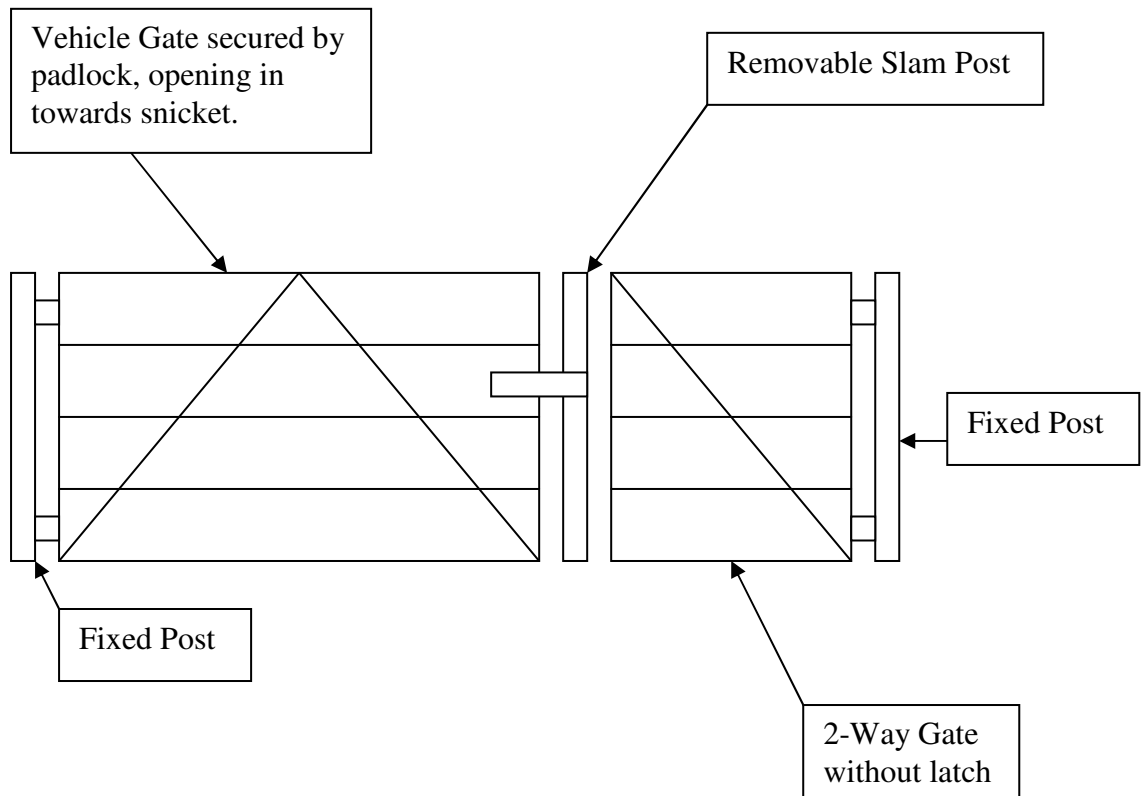 Vehicle Gate secured by
padlock, opening in
towards snicket.
Removable Slam Post
Fixed Post
Fixed Post
2-Way Gate
without latch